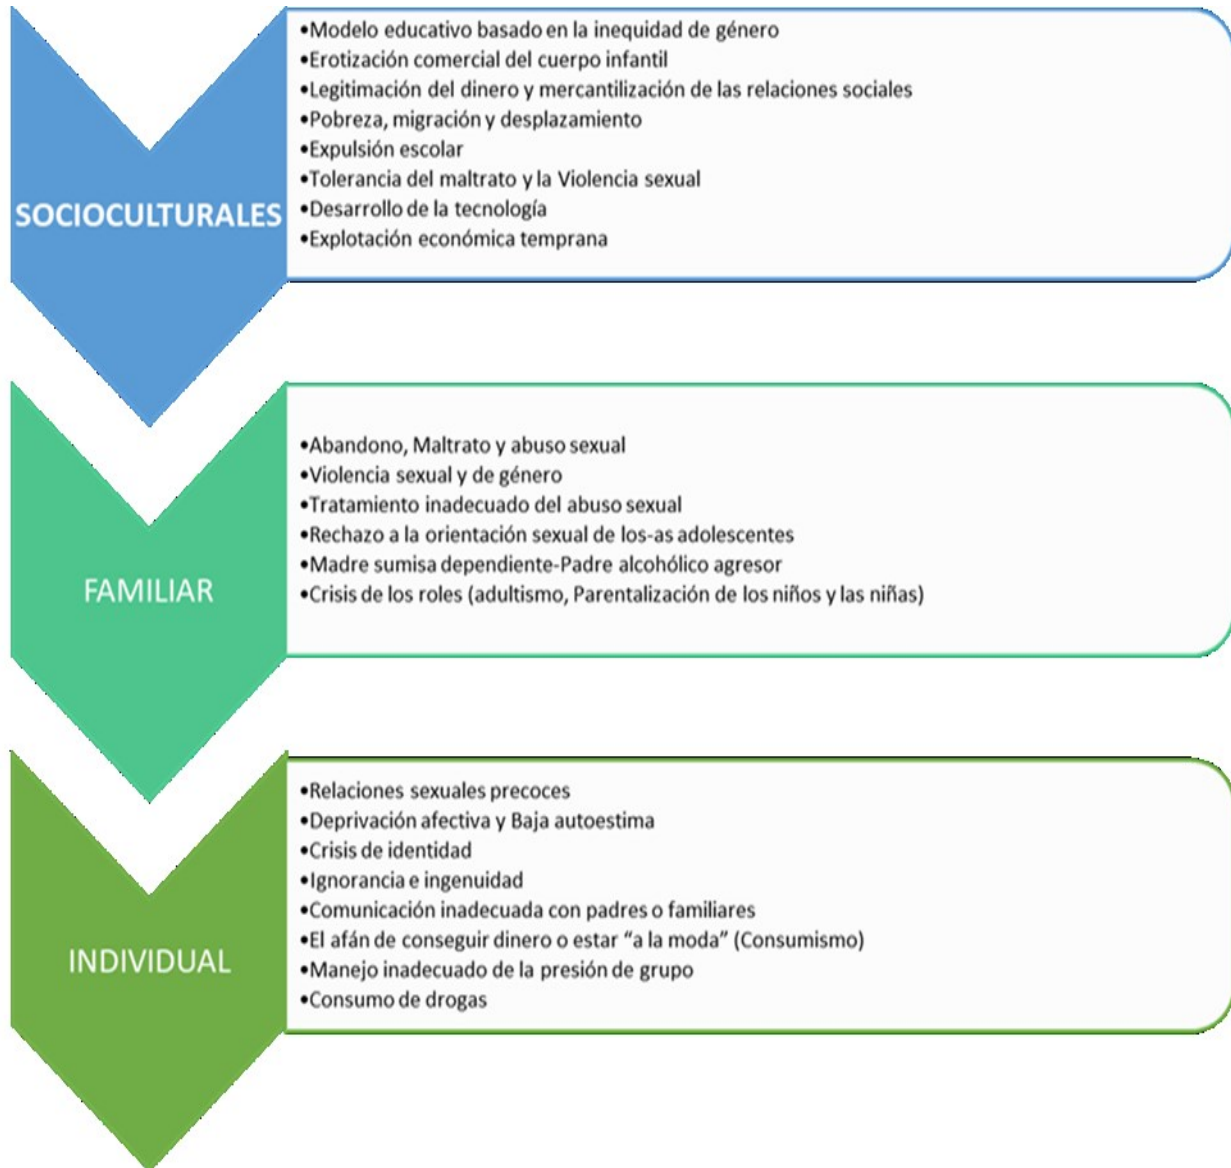 SOCIOCULTURALES
•Modelo educativo basado en la inequidad de género
•Erotización comercial del cuerpo infantil
•Legitimación del dinero y mercantilización de las relaciones sociales
•Pobreza, migración y desplazamiento
•Expulsión escolar
•Tolerancia del maltrato y la Violencia sexual
•Desarrollo de la tecnología
•Explotación económica temprana
FAMILIAR
•Abandono, Maltrato y abuso sexual
•Violencia sexual y de género
•Tratamiento inadecuado del abuso sexual
•Rechazo a la orientación sexual de los-as adolescentes
•Madre sumisa dependiente-Padre alcohólico agresor
•Crisis de los roles (adultismo, Parentalización de los niños y las niñas)
INDIVIDUAL
•Relaciones sexuales precoces
•Deprivación afectiva y Baja autoestima
•Crisis de identidad
•Ignorancia e ingenuidad
•Comunicación inadecuada con padres o familiares
•El afán de conseguir dinero o estar “a la moda” (Consumismo)
•Manejo inadecuado de la presión de grupo
•Consumo de drogas